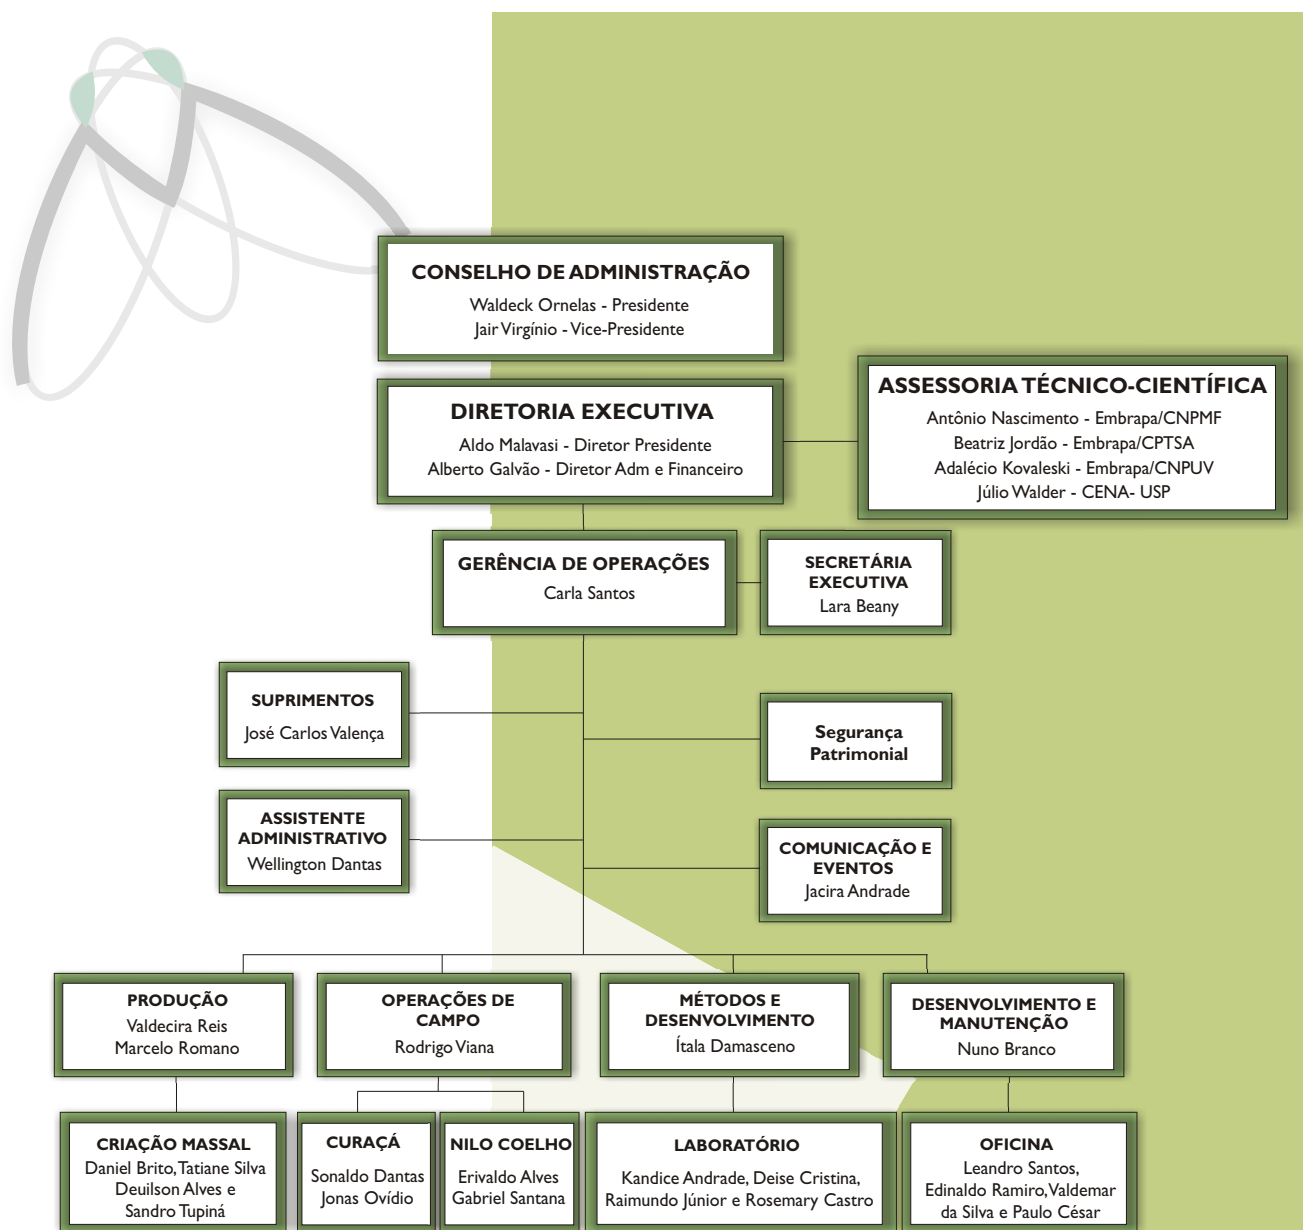 CONSELHO DE ADMINISTRAÇÃO
Waldeck Ornelas - Presidente
Jair Virgínio - Vice-Presidente
DIRETORIA EXECUTIVA
Aldo Malavasi - Diretor Presidente
Alberto Galvão - Diretor Adm e Financeiro
ASSESSORIA TÉCNICO-CIENTÍFICA
Antônio Nascimento - Embrapa/CNPMF
Beatriz Jordão - Embrapa/CPTSA
Adalécio Kovaleski - Embrapa/CNPUV
Júlio Walder - CENA- USP
GERÊNCIA DE OPERAÇÕES
Carla Santos
SECRETÁRIA
EXECUTIVA
Lara Beany
SUPRIMENTOS
José Carlos Valença
Segurança
Patrimonial
ASSISTENTE
ADMINISTRATIVO
Wellington Dantas
COMUNICAÇÃO E
EVENTOS
Jacira Andrade
PRODUÇÃO
Valdecira Reis
Marcelo Romano
OPERAÇÕES DE
CAMPO
Rodrigo Viana
MÉTODOS E
DESENVOLVIMENTO
Ítala Damasceno
DESENVOLVIMENTO E
MANUTENÇÃO
Nuno Branco
CRIAÇÃO MASSAL
Daniel Brito, Tatiane Silva
Deuilson Alves e
Sandro Tupiná
CURAÇÁ
Sonaldo Dantas
Jonas Ovídio
NILO COELHO
Erivaldo Alves
Gabriel Santana
LABORATÓRIO
Kandice Andrade, Deise Cristina,
Raimundo Júnior e Rosemary Castro
OFICINA
Leandro Santos,
Edinaldo Ramiro, Valdemar
da Silva e Paulo César